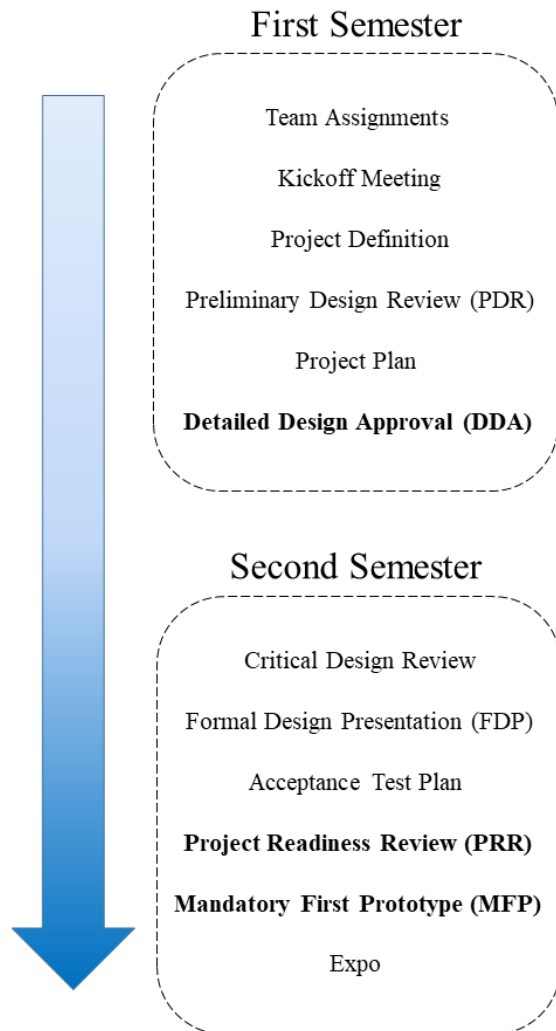 First Semester
Team Assignments
Kickoff Meeting
Project Definition
Preliminary Design Review (PDR)
Project Plan
Detailed Design Approval (DDA)
Second Semester
Critical Design Review
Formal Design Presentation (FDP)
Acceptance Test Plan
Project Readiness Review (PRR)
Mandatory First Prototype (MFP)
Expo